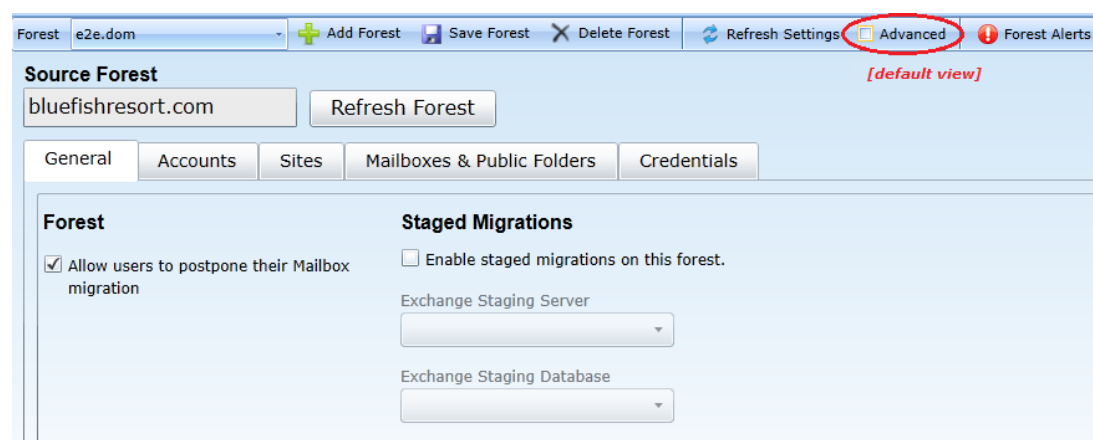 Forest e2e.dom Add Forest Save Forest Delete Forest Refresh Settings Advanced Forest Alerts
[default view]
Source Forest
bluefishresort.com Refresh Forest
General Accounts Sites Mailboxes & Public Folders Credentials
Forest Staged Migrations
Allow users to postpone their Mailbox Enable staged migrations on this forest.
migration
Exchange Staging Server
Exchange Staging Database